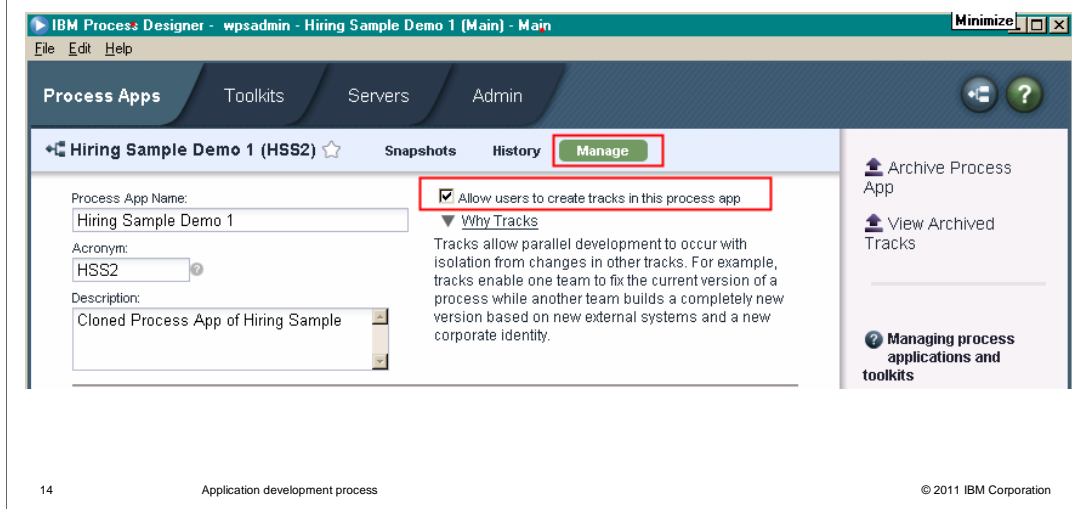 IBM Process Designer - wpsadmin - Hiring Sample Demo 1 (Main) - Main
Minimize
File Edit Help
Process Apps Toolkits Servers Admin
?
Hiring Sample Demo 1 (HSS2) Snapshots History Manage
Process App Name:
Hiring Sample Demo 1
Acronym:
HSS2
?
Description:
Cloned Process App of Hiring Sample
Allow users to create tracks in this process app
Why Tracks
Tracks allow parallel development to occur with
isolation from changes in other tracks. For example,
tracks enable one team to fix the current version of a
process while another team builds a completely new
version based on new external systems and a new
corporate identity.
Archive Process
App
View Archived
Tracks
? Managing process
applications and
toolkits
14 Application development process © 2011 IBM Corporation